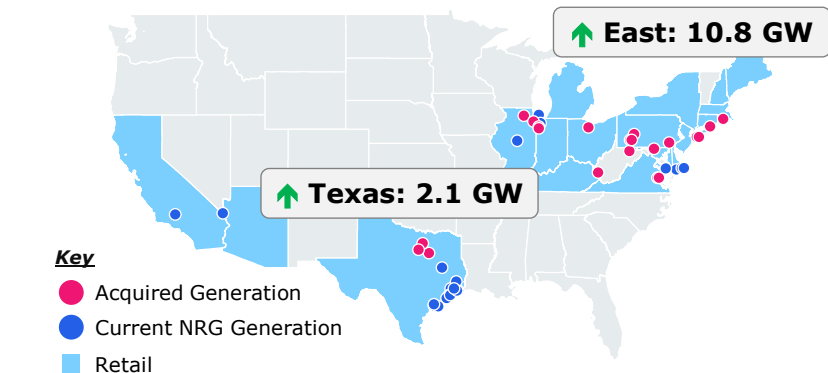 East: 10.8 GW
Texas: 2.1 GW
Key
Acquired Generation
Current NRG Generation
Retail